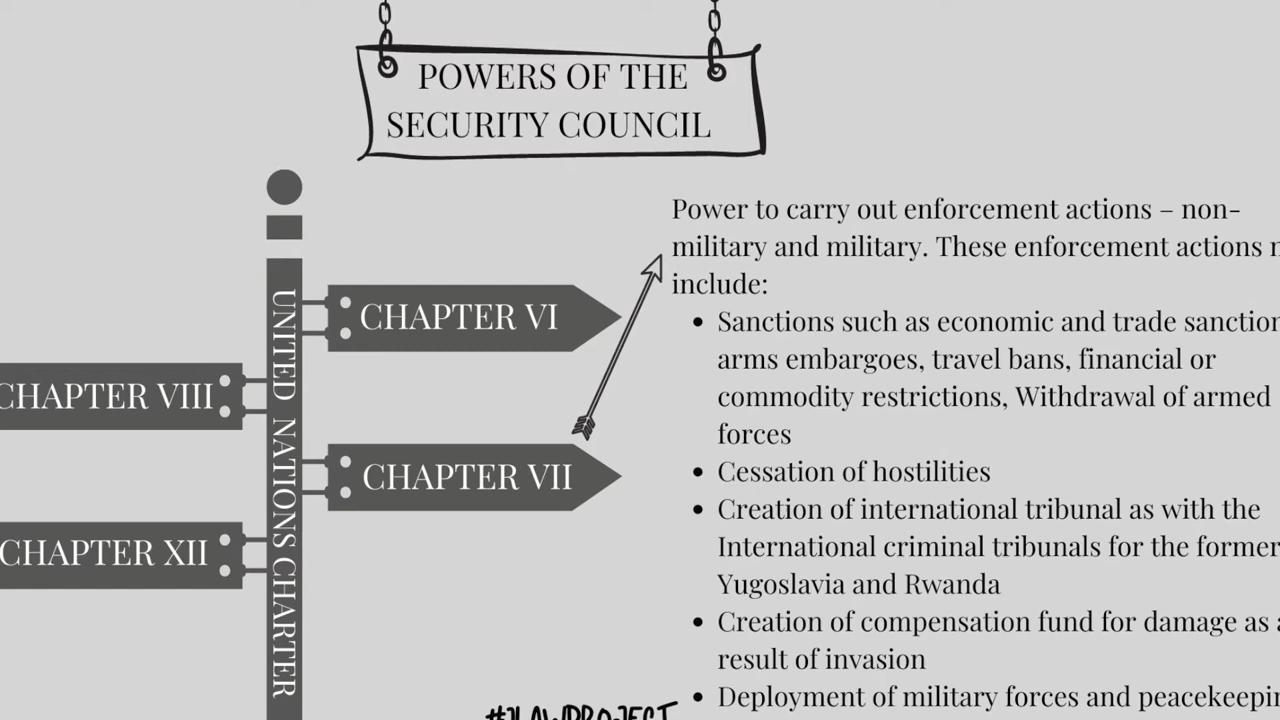 POWERS OF THE
SECURITY COUNCIL
UNITED NATIONS CHARTER
CHAPTER VI
CHAPTER VIII
CHAPTER VII
CHAPTER XII
Power to carry out enforcement actions – non-
military and military. These enforcement actions
include:
• Sanctions such as economic and trade
arms embargoes, travel bans, financial or
commodity restrictions, Withdrawal of armed
forces
• Cessation of hostilities
• Creation of international tribunal as with the
International criminal tribunals for the former
Yugoslavia and Rwanda
• Creation of compensation fund for damage as a
result of invasion
• Deployment of military forces and